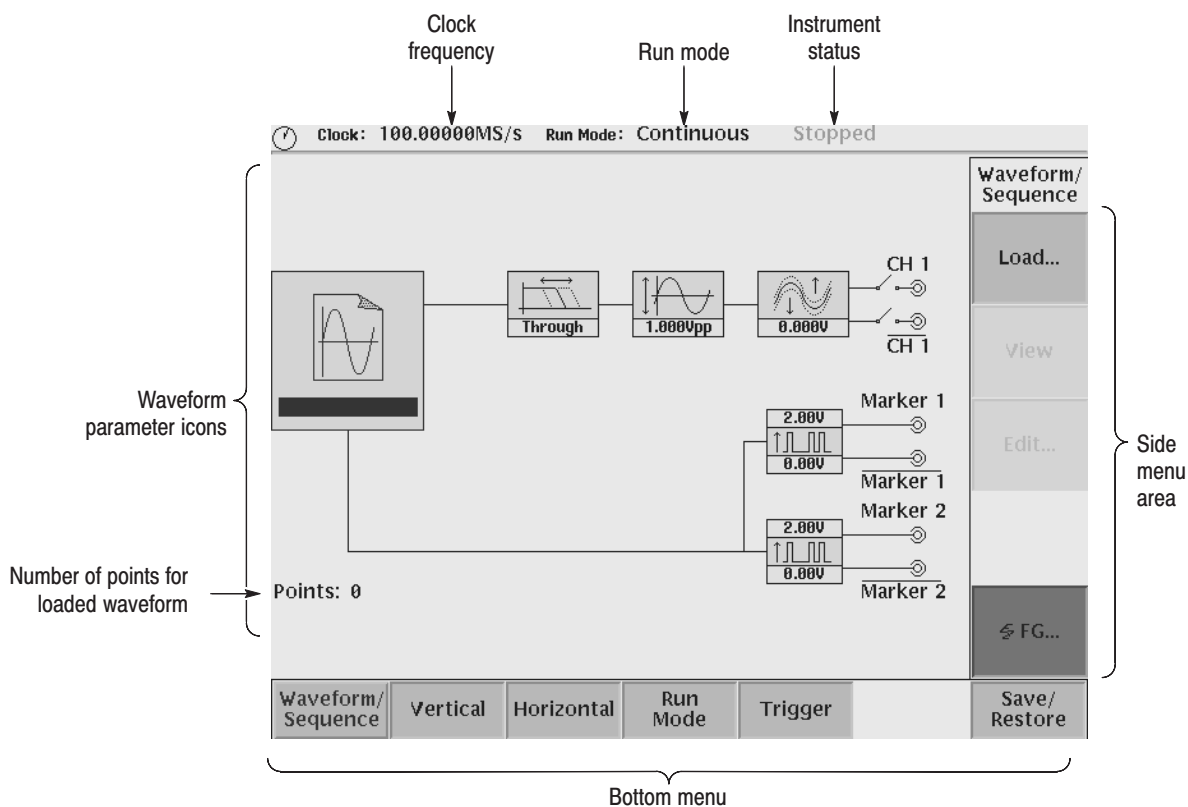 Clock
frequency
Run mode
Instrument
status
Clock: 100.00000MS/s Run Mode: Continuous Stopped
Waveform/
Sequence
Load...
View
Edit...
FG...
Through
1.000Vpp
0.000V
CH 1
CH 1
Marker 1
2.00V
0.00V
Marker 1
Marker 2
2.00V
0.00V
Marker 2
Points: 0
Waveform
parameter icons
Number of points for
loaded waveform
Side
menu
area
Waveform/
Sequence
Vertical
Horizontal
Run
Mode
Trigger
Save/
Restore
Bottom menu